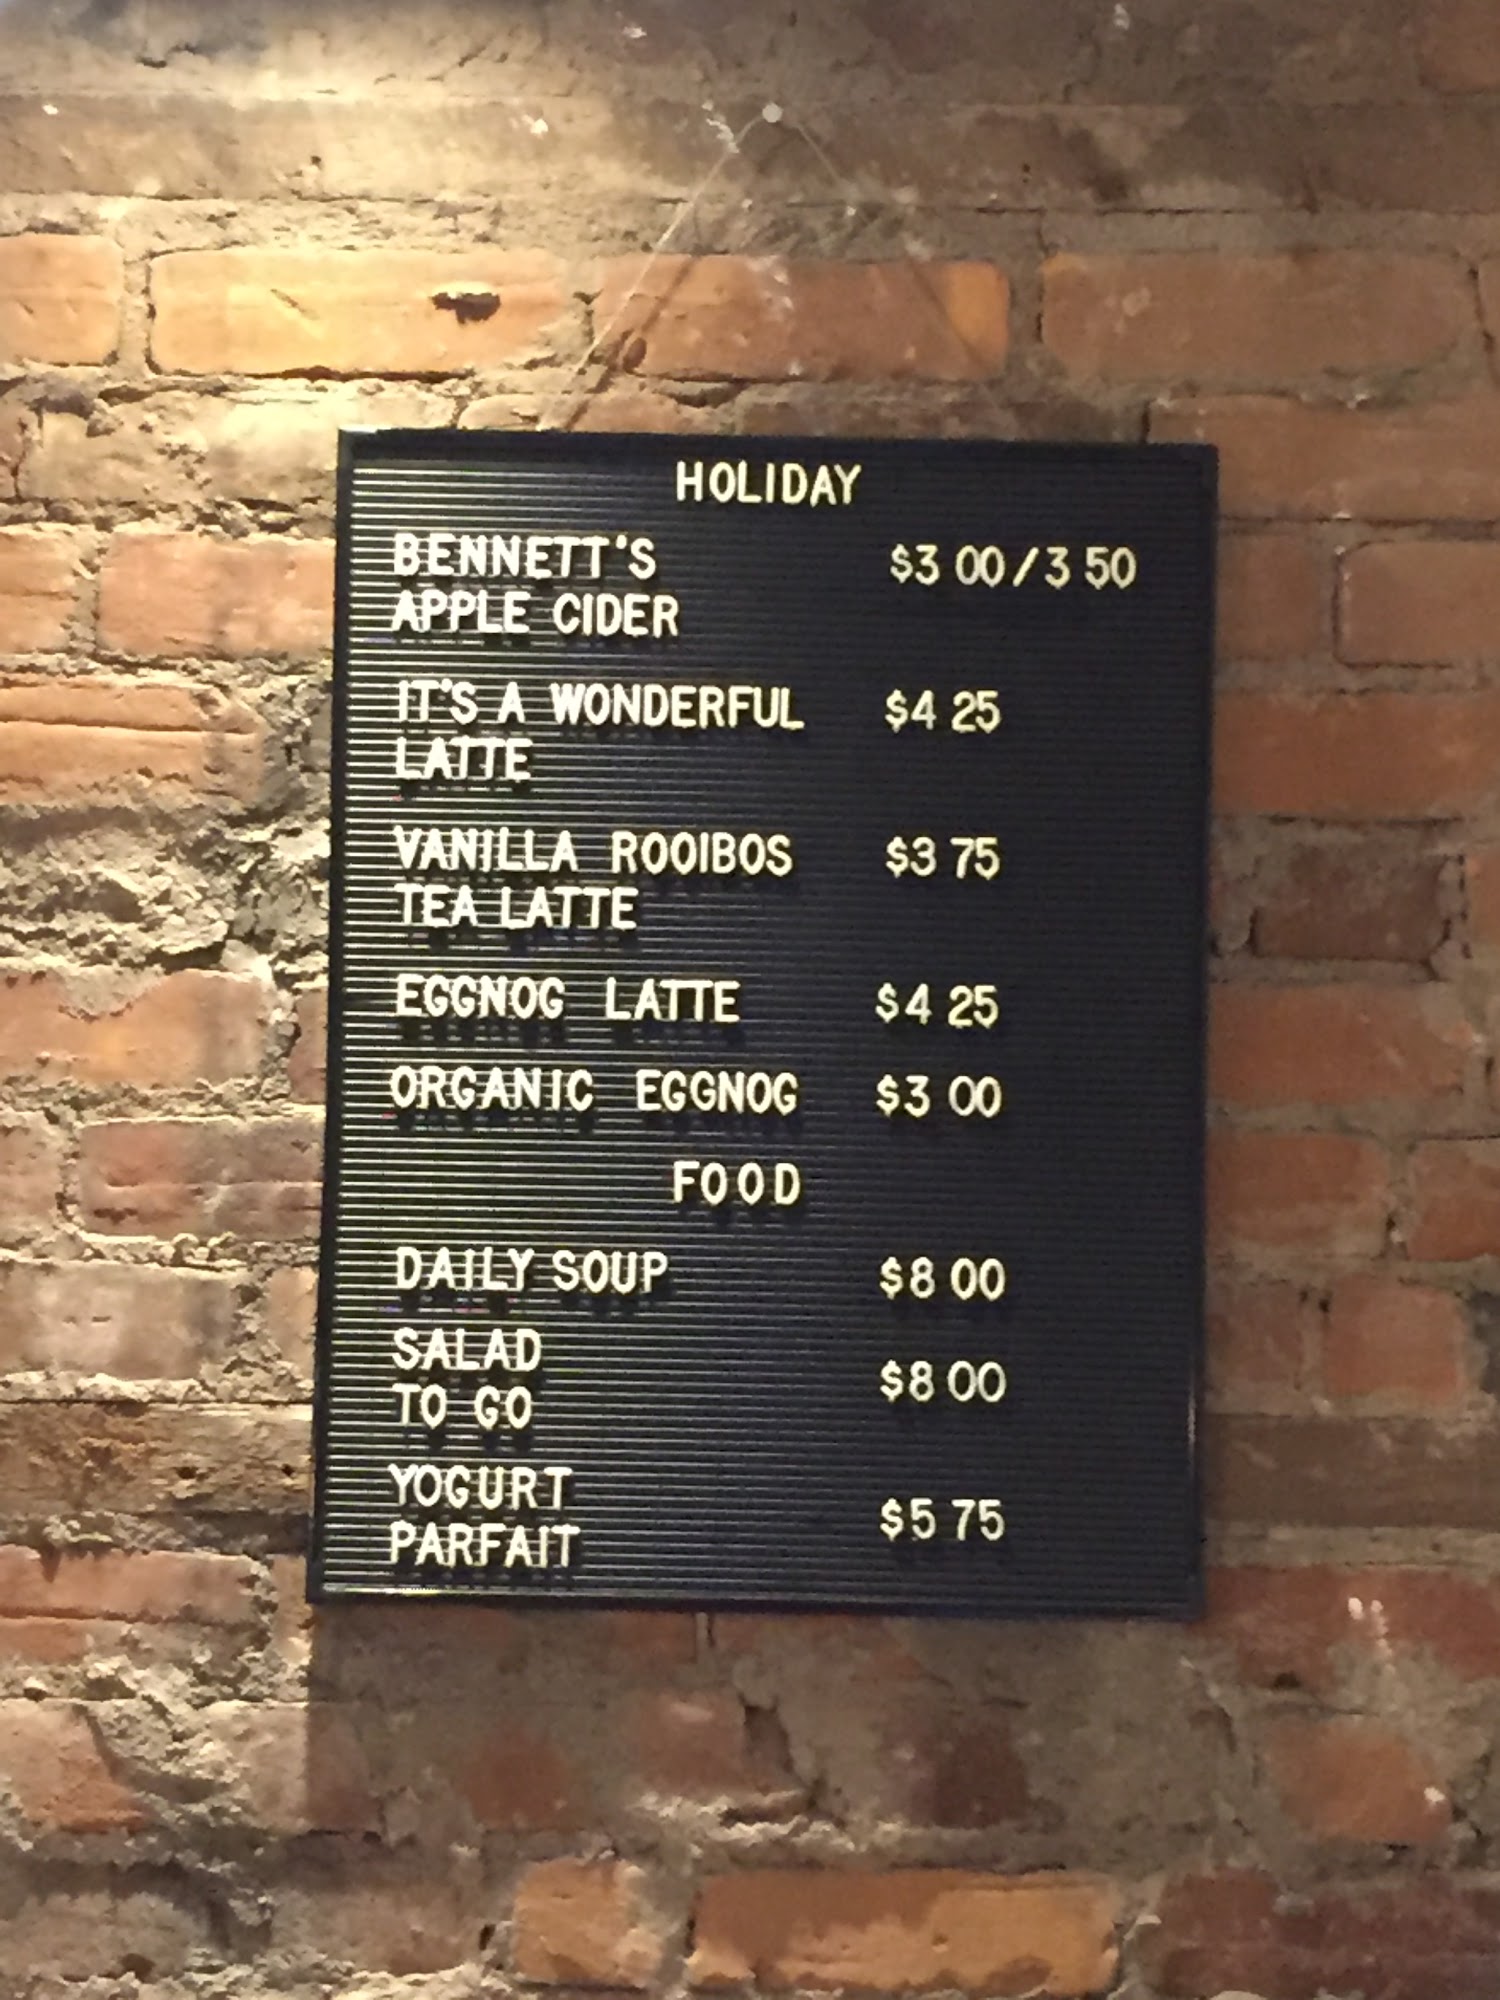 HOLIDAY
BENNETT'S $3 00/3 50
APPLE CIDER
IT'S A WONDERFUL $4 25
LATTE
VANILLA ROOIBOS $3 75
TEA LATTE
EGGNOG LATTE $4 25
ORGANIC EGGNOG $3 00
FOOD
DAILY SOUP $8 00
SALAD
TO GO $8 00
YOGURT
PARFAIT $5 75